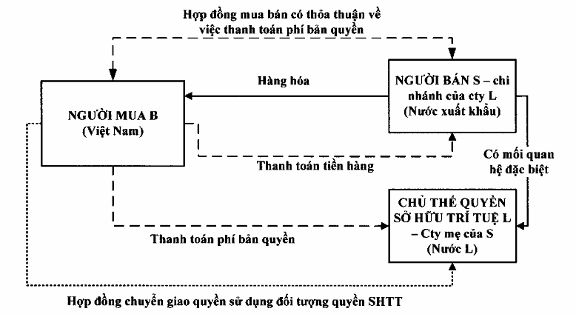 Hợp đồng mua bán có thỏa thuận về
việc thanh toán phí bản quyền
Hàng hóa
NGƯỜI MUA B
(Việt Nam)
NGƯỜI BÁN S – chi
nhánh của cty L
(Nước xuất khẩu)
Thanh toán tiền hàng
Có mối quan
hệ đặc biệt
CHỦ THỂ QUYỀN
SỞ HỮU TRÍ TUỆ L
– Cty mẹ của S
(Nước L)
Thanh toán phí bản quyền
Hợp đồng chuyển giao quyền sử dụng đối tượng quyền SHTT